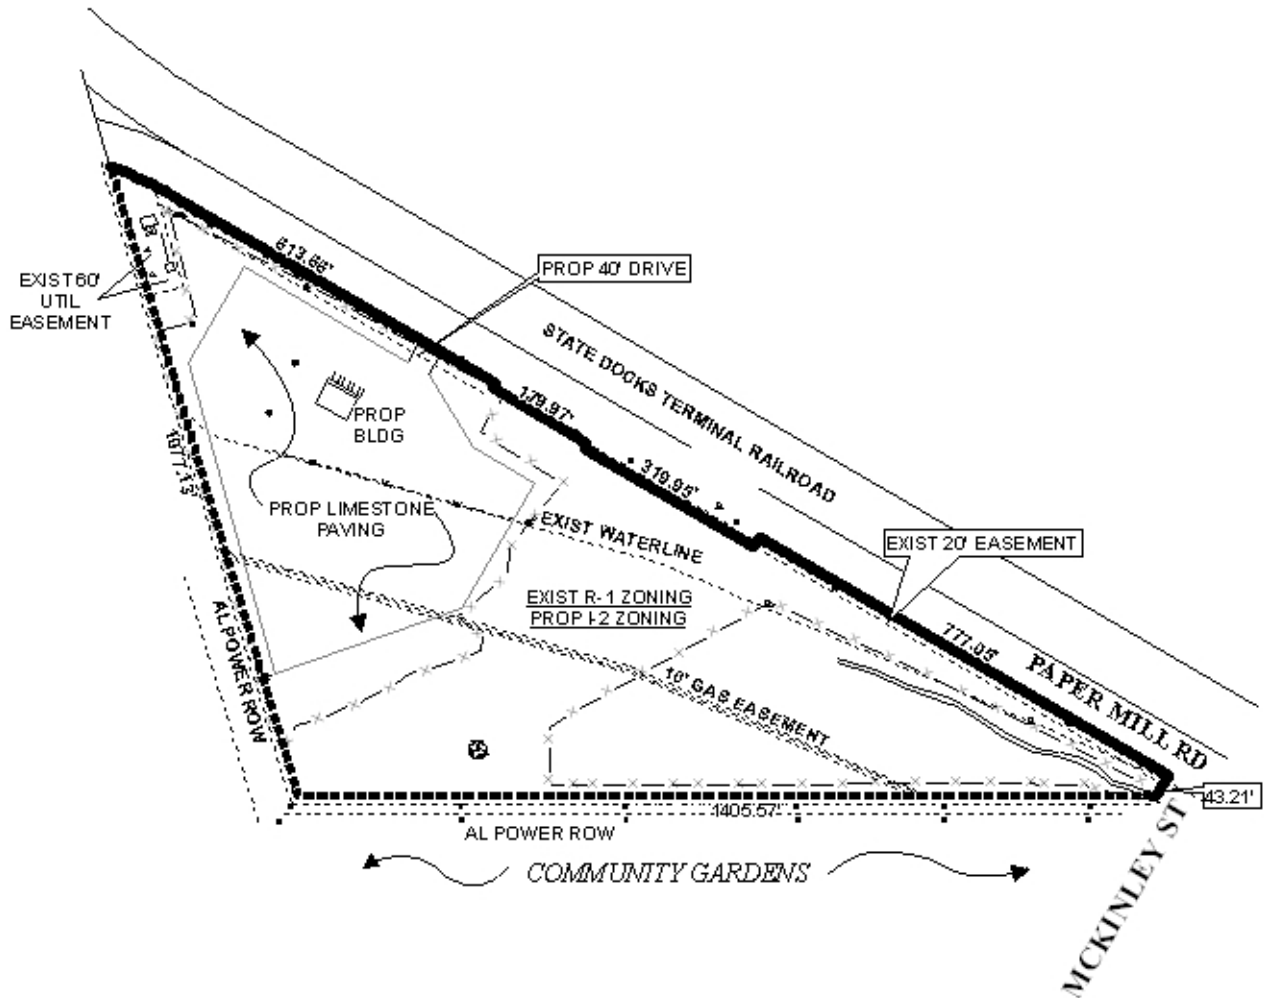 613.66'
PROP 40' DRIVE
EXIST 60'
UTIL
EASEMENT
STATE DOCKS TERMINAL RAILROAD
179.97'
PROP
BLDG
319.95'
1077.13'
PROP LIMESTONE
PAVING
EXIST WATERLINE
EXIST 20' EASEMENT
EXIST R-1 ZONING
PROP I-2 ZONING
777.05'
AL POWER ROW
10' GAS EASEMENT
PAPER MILL RD
43.21'
1405.57'
AL POWER ROW
COMMUNITY GARDENS
MCKINLEY ST